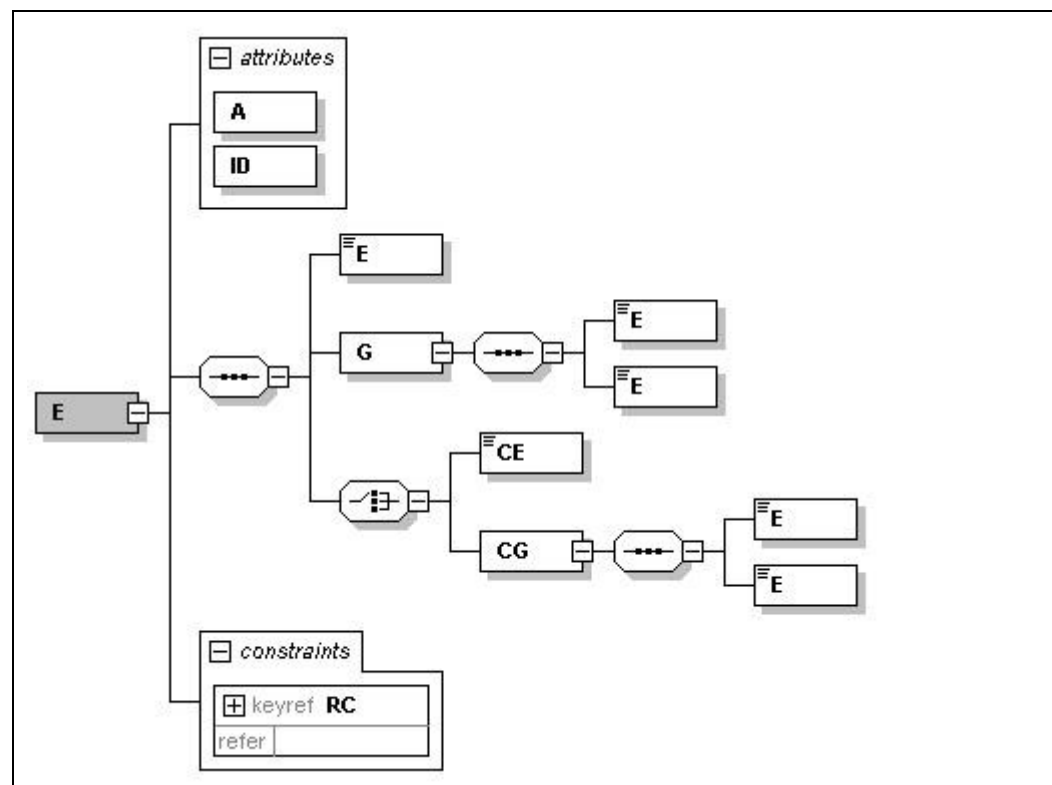 attributes
A
ID
E
G
E
E
E
CE
CG
E
E
constraints
keyref RC
refer